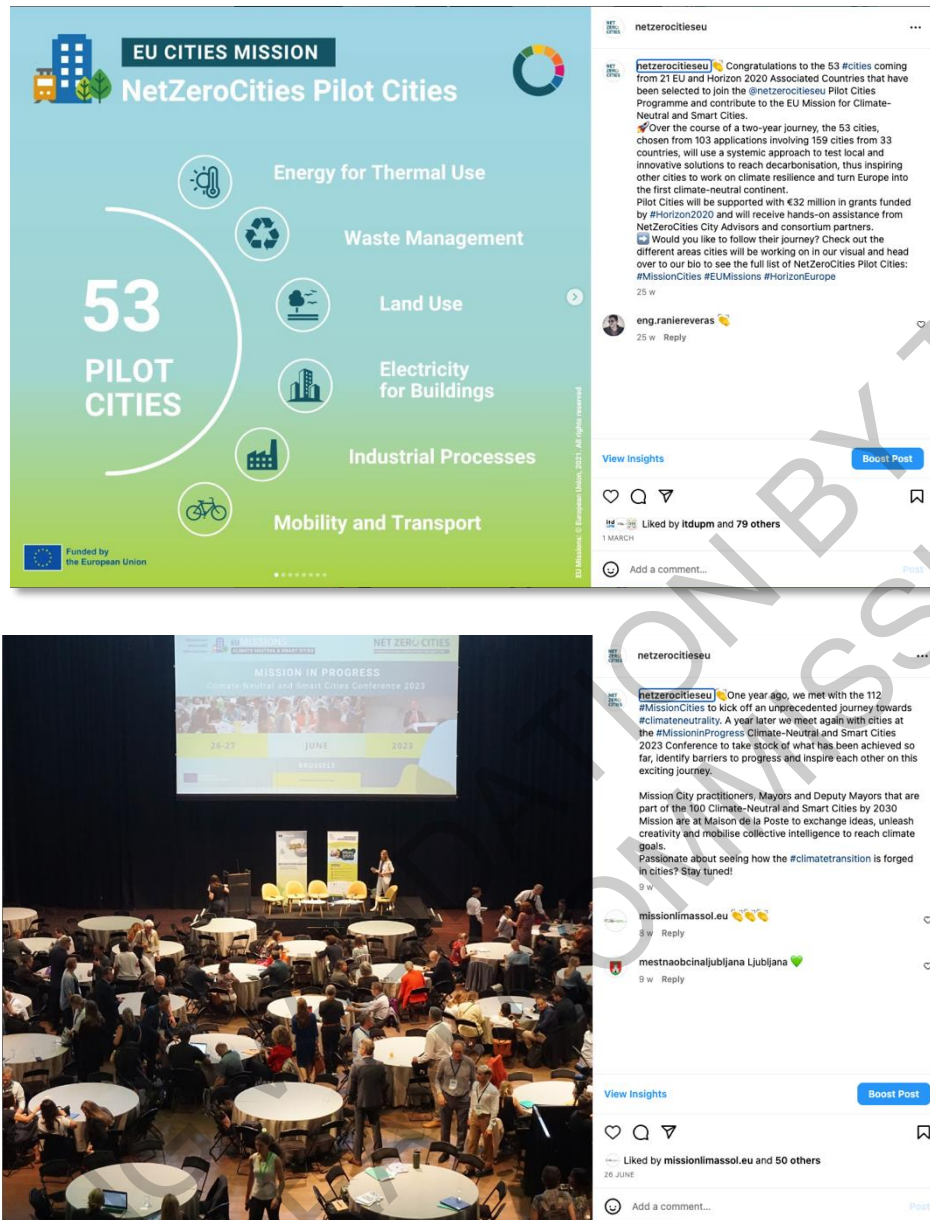 EU CITIES MISSION
NetZeroCities Pilot Cities
53
PILOT
CITIES
Energy for Thermal Use
Waste Management
Land Use
Electricity
for Buildings
Industrial Processes
Mobility and Transport
Funded by
the European Union
EU Missions: © European Union, 2021. All rights reserved
NET
ZERO
CITIES
netzerocitieseu
netzerocitieseu 👏 Congratulations to the 53 #cities coming
from 21 EU and Horizon 2020 Associated Countries that have
been selected to join the @netzerocitieseu Pilot Cities
Programme and contribute to the EU Mission for Climate-
Neutral and Smart Cities.
🚀Over the course of a two-year journey, the 53 cities,
chosen from 103 applications involving 159 cities from 33
countries, will use a systemic approach to test local and
innovative solutions to reach decarbonisation, thus inspiring
other cities to work on climate resilience and turn Europe into
the first climate-neutral continent.
Pilot Cities will be supported with €32 million in grants funded
by #Horizon2020 and will receive hands-on assistance from
NetZeroCities City Advisors and consortium partners.
➡️ Would you like to follow their journey? Check out the
different areas cities will be working on in our visual and head
over to our bio to see the full list of NetZeroCities Pilot Cities:
#MissionCities #EUMissions #HorizonEurope
25 w
eng.raniereveras 👏
25 w Reply
View Insights
Boost Post
Liked by itdupm and 79 others
1 MARCH
Add a comment...
Post
EU MISSIONS
CLIMATE-NEUTRAL & SMART CITIES
NET ZERO CITIES
MISSION IN PROGRESS
Climate-Neutral and Smart Cities Conference 2023
26-27 JUNE 2023
BRUSSELS
netzerocitieseu
netzerocitieseu 👏One year ago, we met with the 112
#MissionCities to kick off an unprecedented journey towards
#climateneutrality. A year later we meet again with cities at
the #MissioninProgress Climate-Neutral and Smart Cities
2023 Conference to take stock of what has been achieved so
far, identify barriers to progress and inspire each other on this
exciting journey.
Mission City practitioners, Mayors and Deputy Mayors that are
part of the 100 Climate-Neutral and Smart Cities by 2030
Mission are at Maison de la Poste to exchange ideas, unleash
creativity and mobilise collective intelligence to reach climate
goals.
Passionate about seeing how the #climatetransition is forged
in cities? Stay tuned!
9 w
missionlimassol.eu 👏👏👏
8 w Reply
mestnaobcinaljubljana Ljubljana 💚
9 w Reply
View Insights
Boost Post
Liked by missionlimassol.eu and 50 others
26 JUNE
Add a comment...
Post